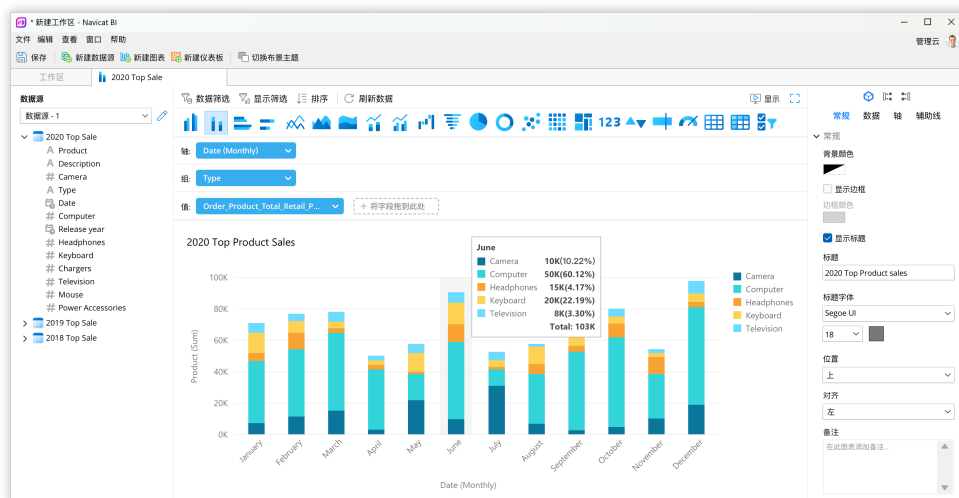 * 新建工作区 - Navicat BI
文件 编辑 查看 窗口 帮助
管理云
保存 新建数据源 新建图表 新建仪表板 切换布景主题
工作区 2020 Top Sale
数据源
数据源 - 1
2020 Top Sale
A Product
A Description
# Camera
A Type
Date
# Computer
Release year
# Headphones
# Keyboard
# Chargers
# Television
# Mouse
# Power Accessories
2019 Top Sale
2018 Top Sale
数据筛选 显示筛选 排序 刷新数据
显示
123
轴: Date (Monthly)
组: Type
值: Order_Product_Total_Retail_P... + 将字段拖到此处
2020 Top Product Sales
Product (Sum)
100K
80K
60K
40K
20K
0K
January
February
March
April
May
June
July
August
September
October
November
December
Date (Monthly)
June
Camera 10K(10.22%)
Computer 50K(60.12%)
Headphones 15K(4.17%)
Keyboard 20K(22.19%)
Television 8K(3.30%)
Total: 103K
Camera
Computer
Headphones
Keyboard
Television
常规 数据 轴 辅助线
常规
背景颜色
显示边框
边框颜色
显示标题
标题
2020 Top Product sales
标题字体
Segoe UI
18
位置
上
对齐
左
备注
在此图表添加备注..